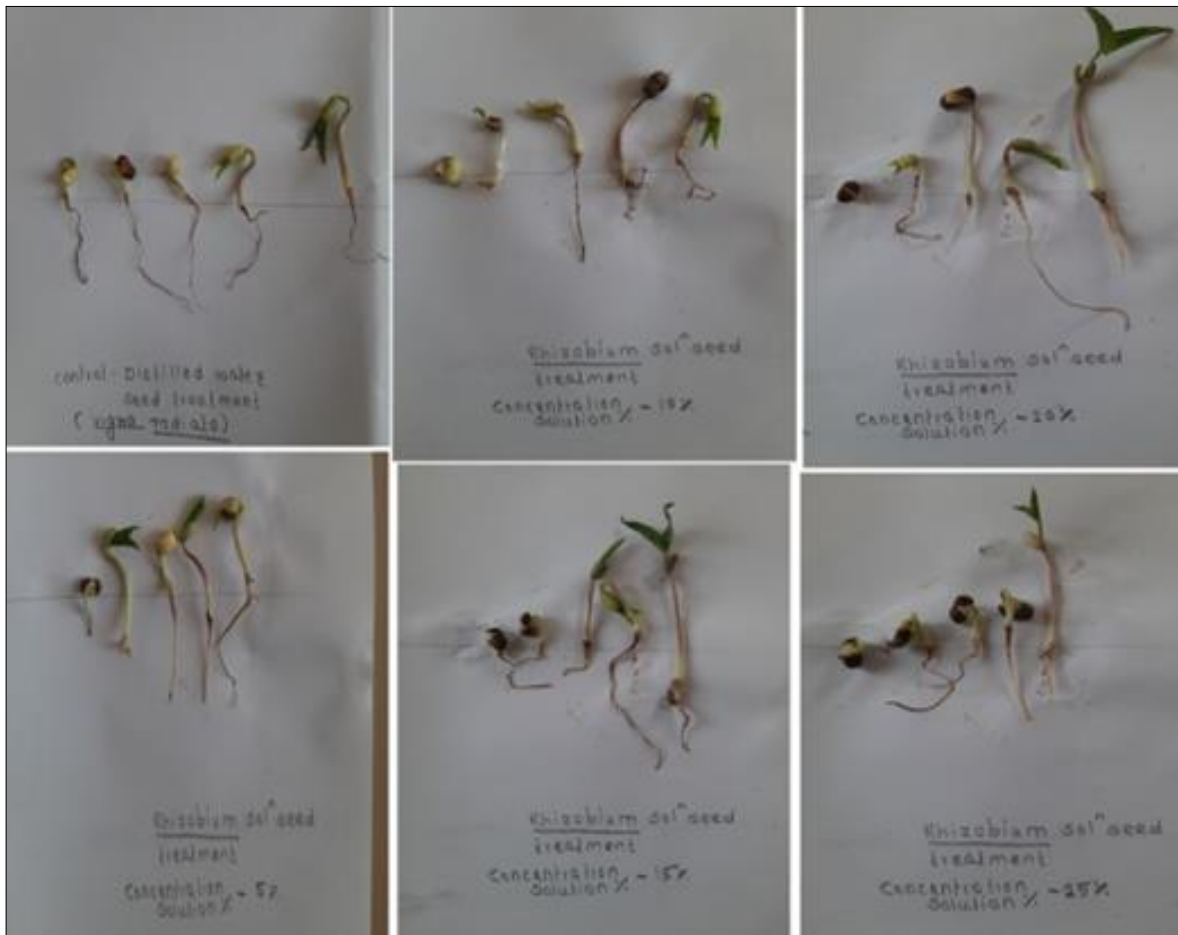 control - Distilled water
seed treatment
(vigna radiata)
Rhizobium solⁿ seed
treatment
Concentration
Solution % - 10%
Rhizobium solⁿ seed
treatment
Concentration
Solution % - 20%
Rhizobium solⁿ seed
treatment
Concentration
Solution % - 5%
Rhizobium solⁿ seed
treatment
Concentration
Solution % - 15%
Rhizobium solⁿ seed
treatment
Concentration
Solution % - 25%